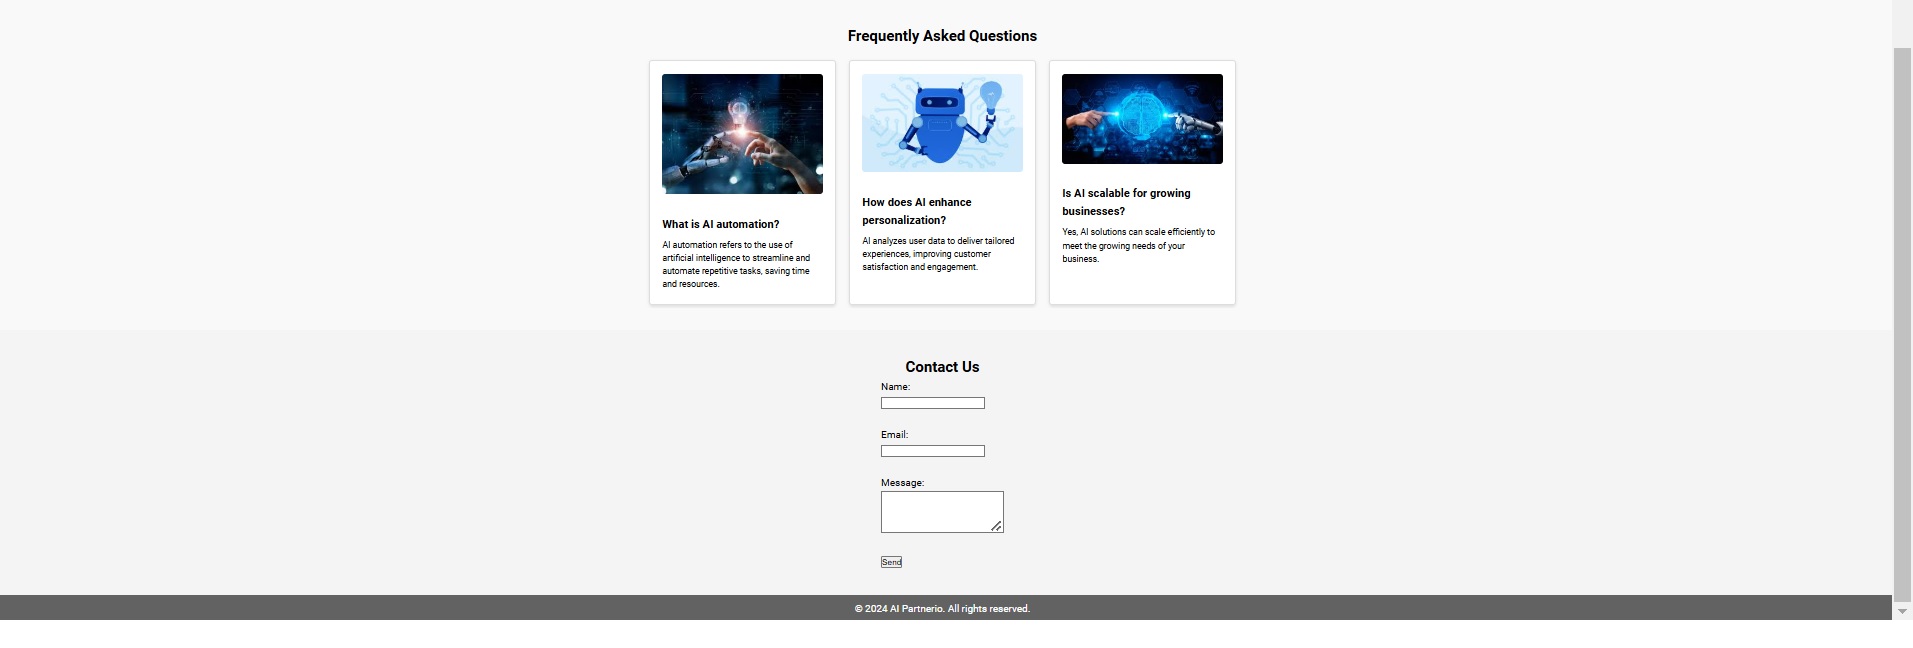 Frequently Asked Questions
What is AI automation?
AI automation refers to the use of
artificial intelligence to streamline and
automate repetitive tasks, saving time
and resources.
How does AI enhance
personalization?
AI analyzes user data to deliver tailored
experiences, improving customer
satisfaction and engagement.
Is AI scalable for growing
businesses?
Yes, AI solutions can scale efficiently to
meet the growing needs of your
business.
Contact Us
Name:
Email:
Message:
Send
© 2024 AI Partnerio. All rights reserved.